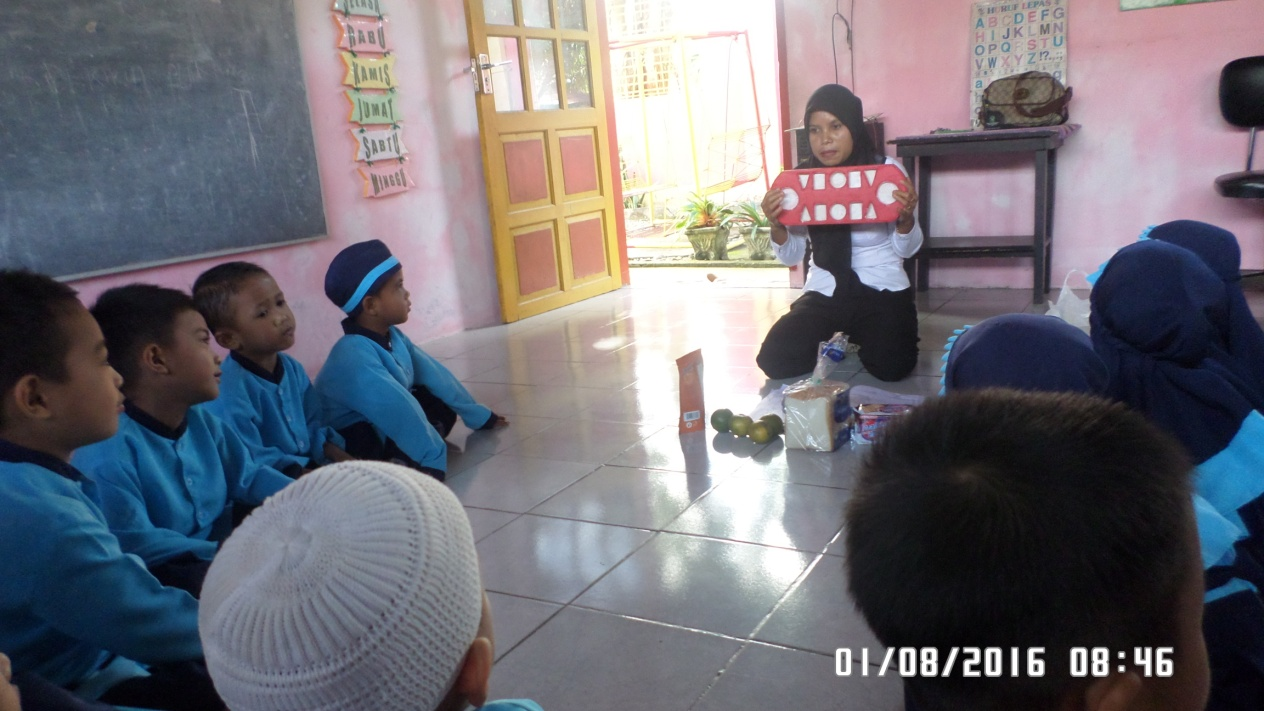 RABU
KAMIS
JUMAT
SABTU
MINGGU
HURUF LEPAS
ABCDEFG
HIJKLMN
OPQRSTU
VWXYZ!?
01/08/2016 08:46